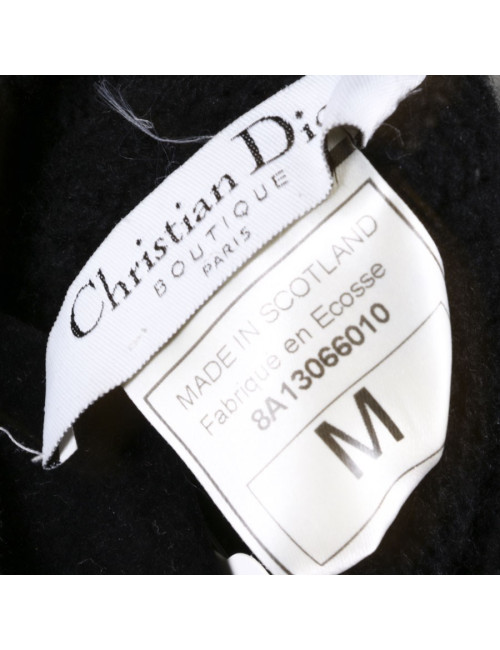 Christian Dio
BOUTIQUE
PARIS
MADE IN SCOTLAND
Fabrique en Ecosse
8A13066010
M